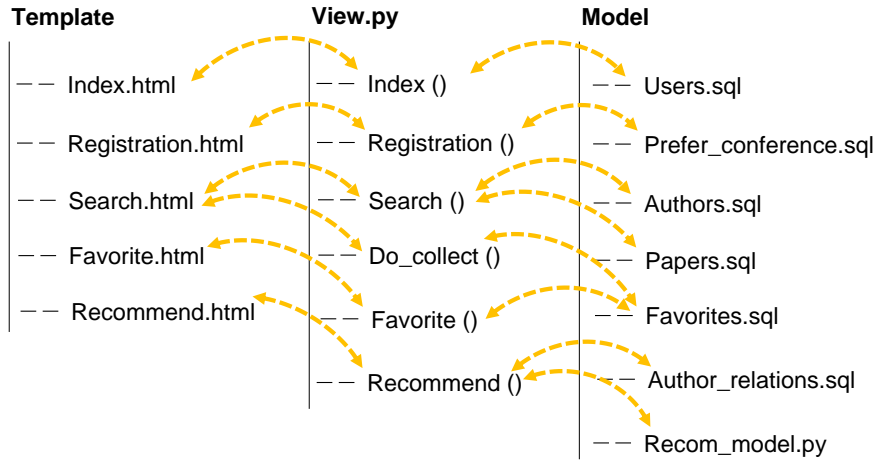 Template
Index.html
Registration.html
Search.html
Favorite.html
Recommend.html
View.py
Index ()
Registration ()
Search ()
Do_collect ()
Favorite ()
Recommend ()
Model
Users.sql
Prefer_conference.sql
Authors.sql
Papers.sql
Favorites.sql
Author_relations.sql
Recom_model.py